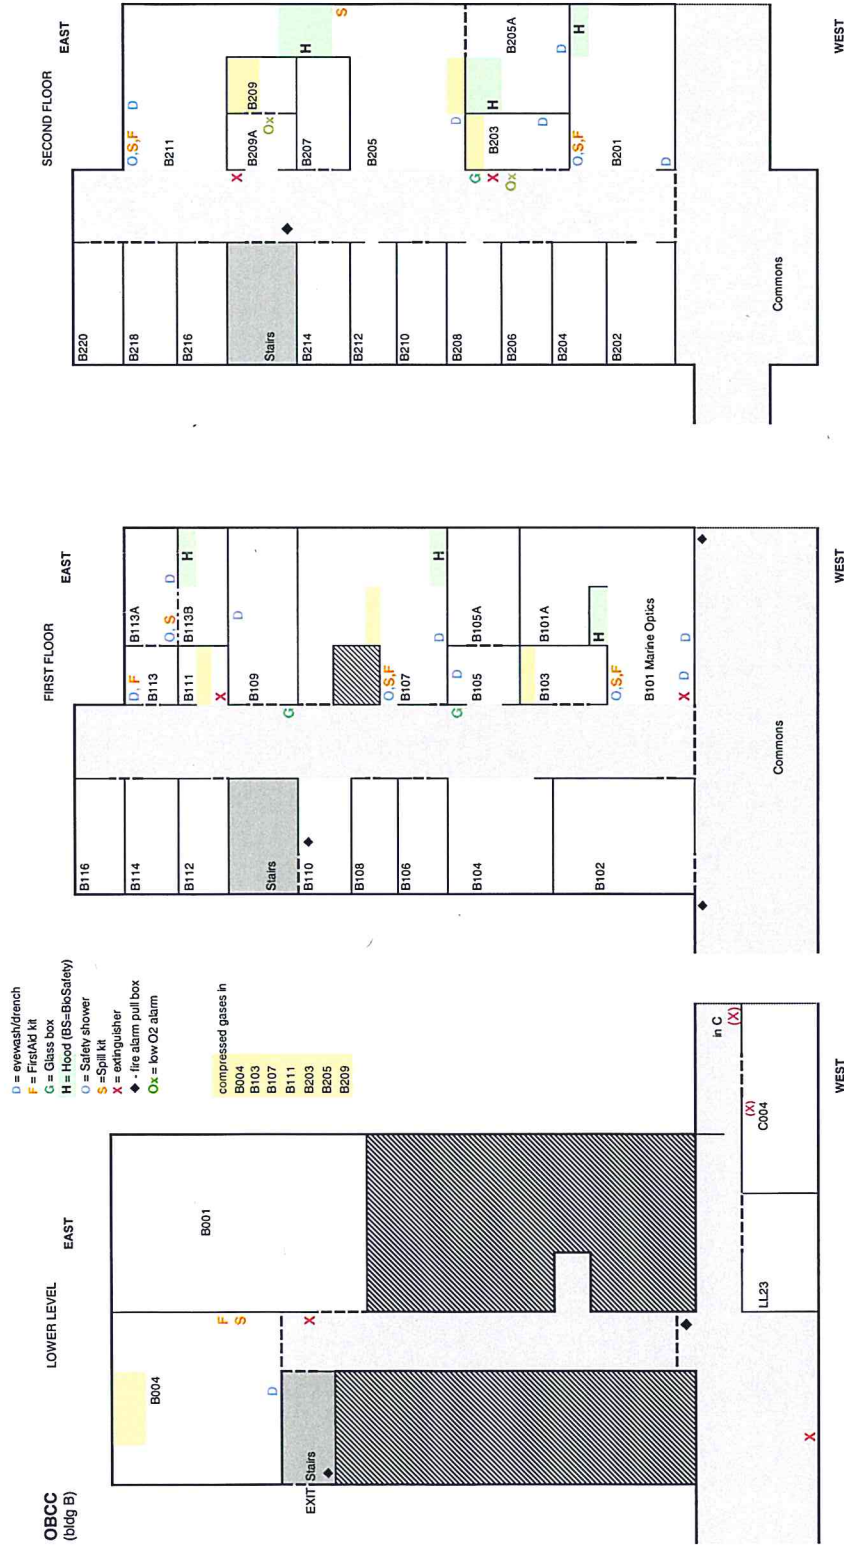 OBCC
(bldg B)
LOWER LEVEL
EAST
B004
B001
F
S
X
D
EXIT
Stairs
◆
◆
LL23
C004
(X)
in C
(X)
X
WEST
D = eyewash/drench
F = FirstAid kit
G = Glass box
H = Hood (BS=BioSafety)
O = Safety shower
S =Spill kit
X = extinguisher
◆ - fire alarm pull box
Ox = low O2 alarm
compressed gases in
B004
B103
B107
B111
B203
B205
B209
FIRST FLOOR
EAST
B116
B114
B112
Stairs
B110
◆
B108
B106
B104
B102
B113A
B113
D, F
O, S
D
B113B
H
B111
X
B109
D
G
B107
O,S,F
D
H
G
B105
D
B105A
B101A
B103
H
O,S,F
B101 Marine Optics
X
D
D
◆
◆
Commons
WEST
SECOND FLOOR
EAST
B220
B218
B216
Stairs
◆
B214
B212
B210
B208
B206
B204
B202
B211
O,S,F
D
S
H
B209
B209A
Ox
X
B207
B205
D
G
X
Ox
B203
D
H
B205A
D
H
O,S,F
B201
D
Commons
WEST